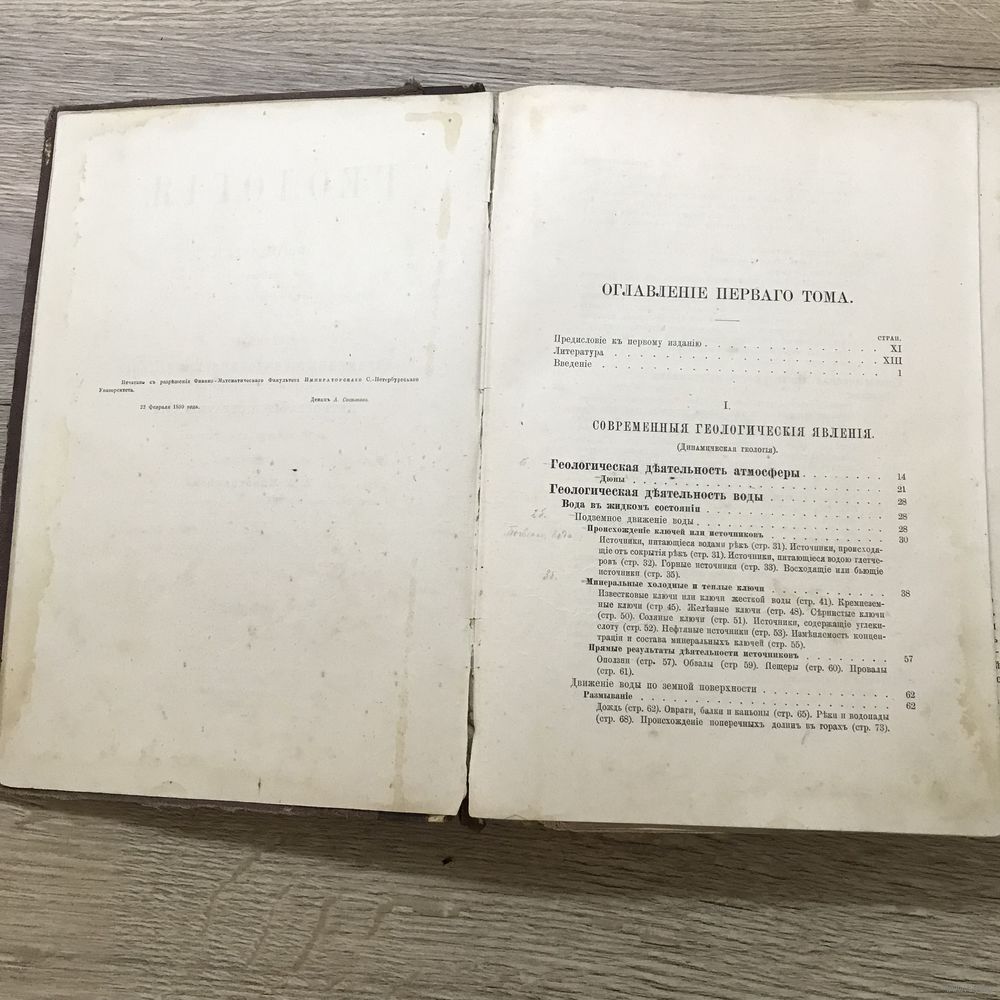 Печатано съ разрѣшенія Физико-Математическаго Факультета ИМПЕРАТОРСКАГО С.-Петербургскаго
Университета.
Деканъ А. Совѣтовъ.
22 Февраля 1890 года.
ОГЛАВЛЕНІЕ ПЕРВАГО ТОМА.
СТРАН.
Предисловіе къ первому изданію . . . . . . . . . . . . XI
Литература . . . . . . . . . . . . . . . . . . XIII
Введеніе . . . . . . . . . . . . . . . . . . . 1
I.
СОВРЕМЕННЫЯ ГЕОЛОГИЧЕСКІЯ ЯВЛЕНІЯ.
(Динамическая геологія).
Геологическая дѣятельность атмосферы . . . . . . . 14
Дюны . . . . . . . . . . . . . . . . . 21
Геологическая дѣятельность воды . . . . . . . . . 28
Вода въ жидкомъ состояніи . . . . . . . . . . . . 28
Подземное движеніе воды . . . . . . . . . . . . . 28
Происхожденіе ключей или источниковъ . . . . . . . . 30
Источники, питающіеся водами рѣкъ (стр. 31). Источники, происходя-
щіе отъ сокрытія рѣкъ (стр. 31). Источники, питающіеся водою глетче-
ровъ (стр. 32). Горные источники (стр. 33). Восходящіе или бьющіе
источники (стр. 35).
Минеральные холодные и теплые ключи . . . . . . . . 38
Известковые ключи или ключи жесткой воды (стр. 41). Кремнезем-
ные ключи (стр 45). Желѣзные ключи (стр. 48). Сѣрнистые ключи
(стр. 50). Соляные ключи (стр. 51). Источники, содержащіе углеки-
слоту (стр. 52). Нефтяные источники (стр. 53). Измѣняемость концен-
траціи и состава минеральныхъ ключей (стр. 55).
Прямые результаты дѣятельности источниковъ . . . . . . 57
Оползни (стр. 57). Обвалы (стр 59). Пещеры (стр. 60). Провалы
(стр. 61).
Движеніе воды по земной поверхности . . . . . . . . . 62
Размываніе . . . . . . . . . . . . . . . . . 62
Дождь (стр. 62). Овраги, балки и каньоны (стр. 65). Рѣки и водопады
(стр. 68). Происхожденіе поперечныхъ долинъ въ горахъ (стр. 73).